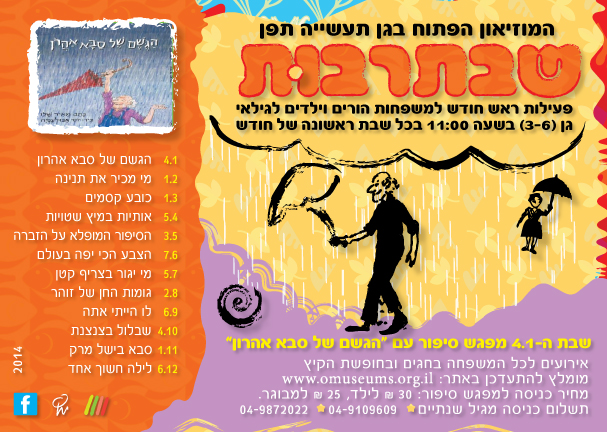 המוזיאון הפתוח בגן תעשייה תפן
שבתרבות
פעילות ראש חודש למשפחות הורים וילדים לגילאי
גן (3-6) בשעה 11:00 בכל שבת ראשונה של חודש
הגשם של סבא אהרון
4.1 הגשם של סבא אהרון
1.2 מי מכיר את תנינה
1.3 כובע קסמים
5.4 אותיות במיץ שטויות
3.5 הסיפור המופלא על הזברה
7.6 הצבע הכי יפה בעולם
5.7 מי יגור בצריף קטן
2.8 גומות החן של זוהר
6.9 לו הייתי אתה
4.10 שבלול בצנצנת
1.11 סבא בישל מרק
6.12 לילה חשוך אחד
2014
שבת ה-4.1 מפגש סיפור עם "הגשם של סבא אהרון"
אירועים לכל המשפחה בחגים ובחופשת הקיץ
מומלץ להתעדכן באתר: www.omuseums.org.il
מחיר כניסה למפגש סיפור: 30 ₪ לילד, 25 ₪ למבוגר.
תשלום כניסה מגיל שנתיים 04-9109609 04-9872022